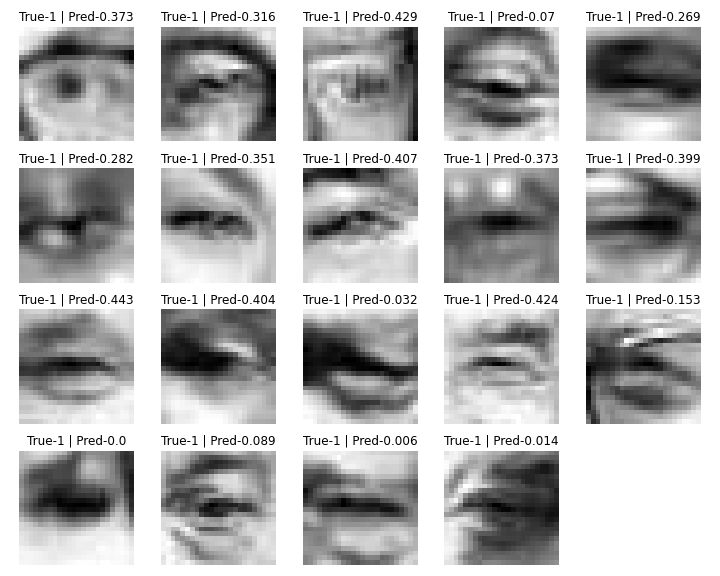 True-1 | Pred-0.373 True-1 | Pred-0.316 True-1 | Pred-0.429 True-1 | Pred-0.07 True-1 | Pred-0.269
True-1 | Pred-0.282 True-1 | Pred-0.351 True-1 | Pred-0.407 True-1 | Pred-0.373 True-1 | Pred-0.399
True-1 | Pred-0.443 True-1 | Pred-0.404 True-1 | Pred-0.032 True-1 | Pred-0.424 True-1 | Pred-0.153
True-1 | Pred-0.0 True-1 | Pred-0.089 True-1 | Pred-0.006 True-1 | Pred-0.014